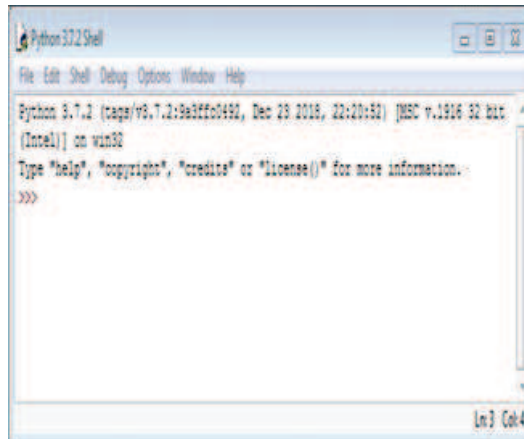 Python 3.7.2 Shell
File Edit Shell Debug Options Window Help
Python 3.7.2 (tags/v3.7.2:9a3ffc0492, Dec 23 2018, 22:20:52) [MSC v.1916 32 bit
(Intel)] on win32
Type "help", "copyright", "credits" or "license()" for more information.
>>>
Ln:3 Col:4